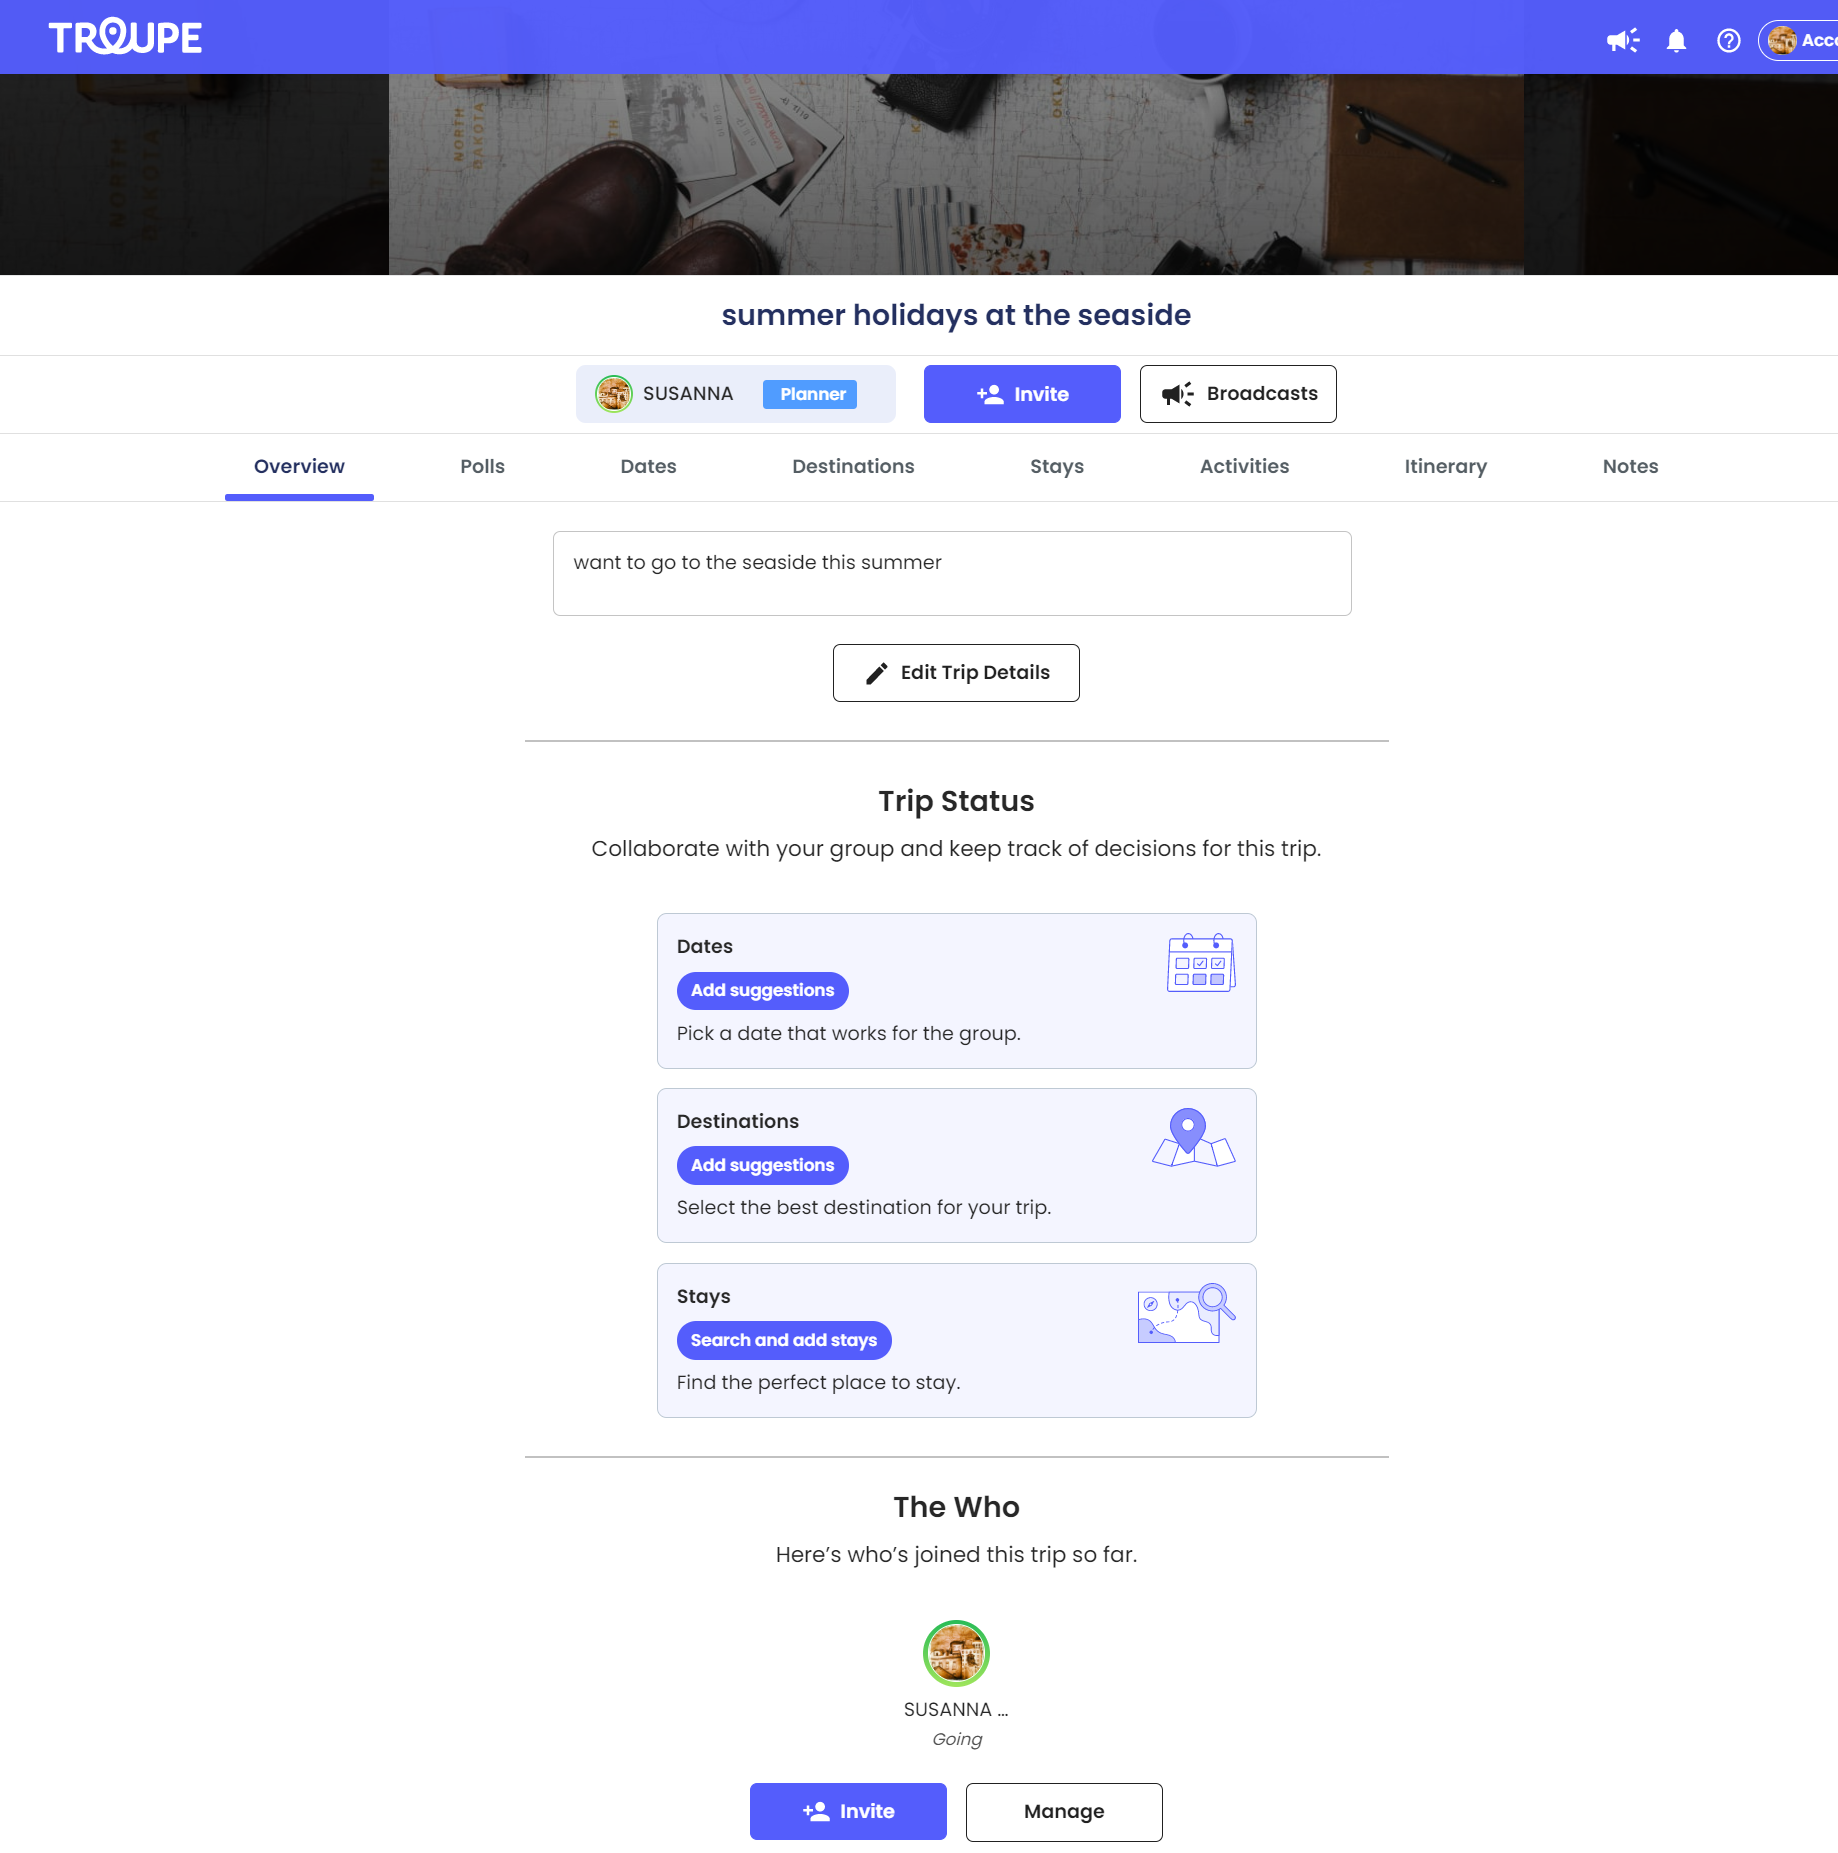 TROUPE
NORTH
DAKOTA
NORTH
DAKOTA
summer holidays at the seaside
SUSANNA
Planner
Invite
Broadcasts
Overview
Polls
Dates
Destinations
Stays
Activities
Itinerary
Notes
want to go to the seaside this summer
Edit Trip Details
Trip Status
Collaborate with your group and keep track of decisions for this trip.
Dates
Add suggestions
Pick a date that works for the group.
Destinations
Add suggestions
Select the best destination for your trip.
Stays
Search and add stays
Find the perfect place to stay.
The Who
Here’s who’s joined this trip so far.
SUSANNA ...
Going
Invite
Manage